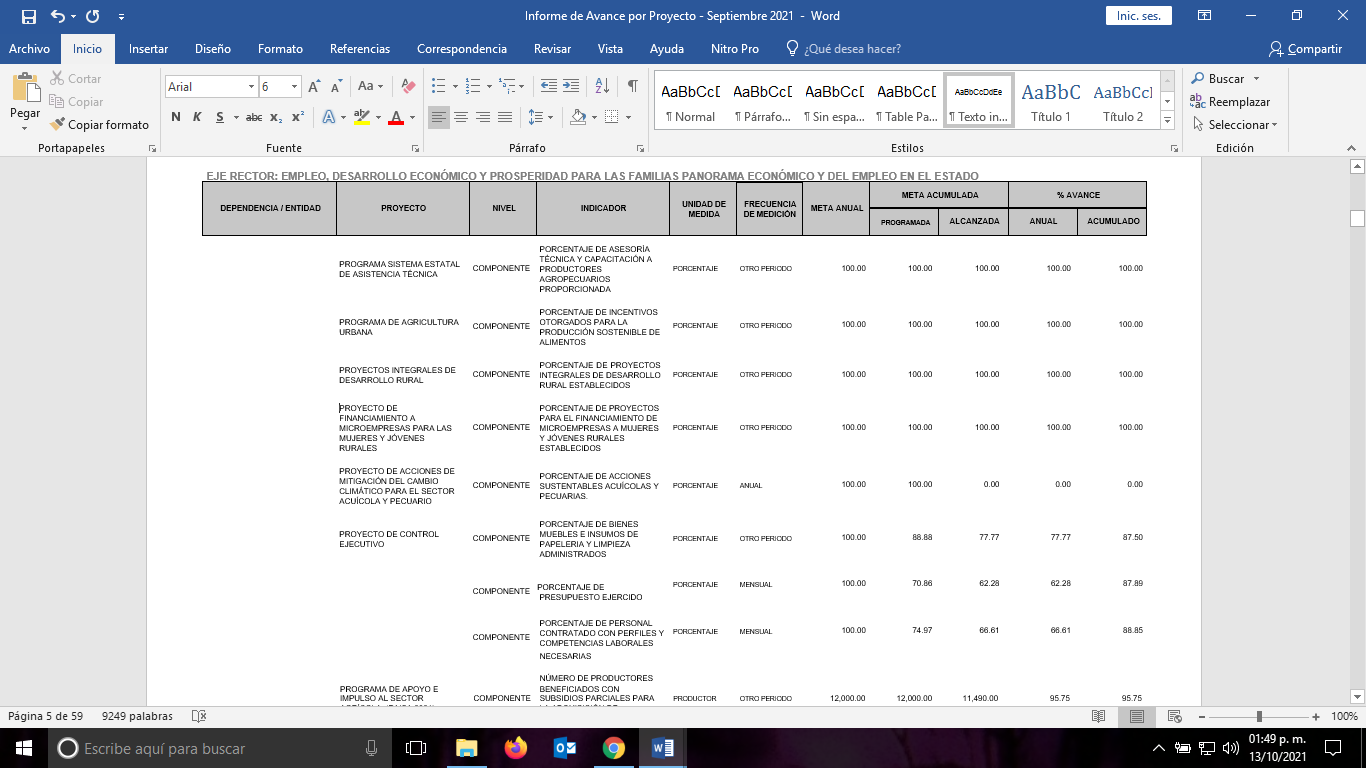 Informe de Avance por Proyecto - Septiembre 2021 - Word
Inic. ses.
Archivo Inicio Insertar Diseño Formato Referencias Correspondencia Revisar Vista Ayuda Nitro Pro ¿Qué desea hacer? Compartir
Pegar
Cortar
Copiar
Copiar formato
Portapapeles
Arial 6
N K S abc x₂ x²
Fuente
Párrafo
AaBbCcD AaBbCcD AaBbCcD AaBbCcD AaBbCcDdEe AaBbC AaBbCcI
¶ Normal ¶ Párrafo... ¶ Sin espa... ¶ Table Pa... ¶ Texto in... Título 1 Título 2
Estilos
Buscar
Reemplazar
Seleccionar
Edición
EJE RECTOR: EMPLEO, DESARROLLO ECONÓMICO Y PROSPERIDAD PARA LAS FAMILIAS PANORAMA ECONÓMICO Y DEL EMPLEO EN EL ESTADO
DEPENDENCIA / ENTIDAD
PROYECTO
NIVEL
INDICADOR
UNIDAD DE
MEDIDA
FRECUENCIA
DE MEDICIÓN
META ANUAL
META ACUMULADA
PROGRAMADA
ALCANZADA
% AVANCE
ANUAL
ACUMULADO
PROGRAMA SISTEMA ESTATAL
DE ASISTENCIA TÉCNICA
COMPONENTE
PORCENTAJE DE ASESORÍA
TÉCNICA Y CAPACITACIÓN A
PRODUCTORES
AGROPECUARIOS
PROPORCIONADA
PORCENTAJE
OTRO PERIODO
100.00 100.00 100.00 100.00 100.00
PROGRAMA DE AGRICULTURA
URBANA
COMPONENTE
PORCENTAJE DE INCENTIVOS
OTORGADOS PARA LA
PRODUCCIÓN SOSTENIBLE DE
ALIMENTOS
PORCENTAJE
OTRO PERIODO
100.00 100.00 100.00 100.00 100.00
PROYECTOS INTEGRALES DE
DESARROLLO RURAL
COMPONENTE
PORCENTAJE DE PROYECTOS
INTEGRALES DE DESARROLLO
RURAL ESTABLECIDOS
PORCENTAJE
OTRO PERIODO
100.00 100.00 100.00 100.00 100.00
PROYECTO DE
FINANCIAMIENTO A
MICROEMPRESAS PARA LAS
MUJERES Y JÓVENES
RURALES
COMPONENTE
PORCENTAJE DE PROYECTOS
PARA EL FINANCIAMIENTO DE
MICROEMPRESAS A MUJERES
Y JÓVENES RURALES
ESTABLECIDOS
PORCENTAJE
OTRO PERIODO
100.00 100.00 100.00 100.00 100.00
PROYECTO DE ACCIONES DE
MITIGACIÓN DEL CAMBIO
CLIMÁTICO PARA EL SECTOR
ACUÍCOLA Y PECUARIO
COMPONENTE
PORCENTAJE DE ACCIONES
SUSTENTABLES ACUÍCOLAS Y
PECUARIAS.
PORCENTAJE
ANUAL
100.00 100.00 0.00 0.00 0.00
PROYECTO DE CONTROL
EJECUTIVO
COMPONENTE
PORCENTAJE DE BIENES
MUEBLES E INSUMOS DE
PAPELERIA Y LIMPIEZA
ADMINISTRADOS
PORCENTAJE
OTRO PERIODO
100.00 88.88 77.77 77.77 87.50
COMPONENTE
PORCENTAJE DE
PRESUPUESTO EJERCIDO
PORCENTAJE
MENSUAL
100.00 70.86 62.28 62.28 87.89
COMPONENTE
PORCENTAJE DE PERSONAL
CONTRATADO CON PERFILES Y
COMPETENCIAS LABORALES
NECESARIAS
PORCENTAJE
MENSUAL
100.00 74.97 66.61 66.61 88.85
PROGRAMA DE APOYO E
IMPULSO AL SECTOR
COMPONENTE
NÚMERO DE PRODUCTORES
BENEFICIADOS CON
SUBSIDIOS PARCIALES PARA
PRODUCTOR
OTRO PERIODO
12,000.00 12,000.00 11,490.00 95.75 95.75
Página 5 de 59 9249 palabras 100%
Escribe aquí para buscar
01:49 p. m.
13/10/2021